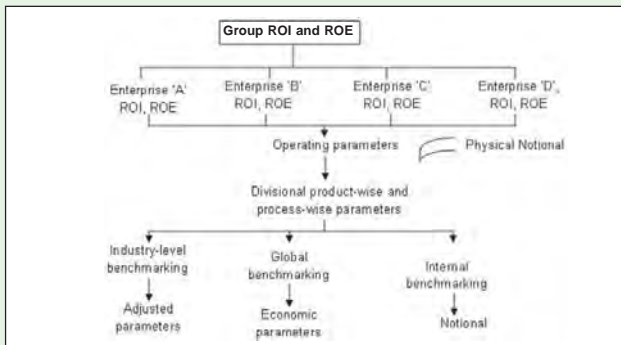 Group ROI and ROE
Enterprise 'A'
ROI, ROE
Enterprise 'B'
ROI, ROE
Enterprise 'C'
ROI, ROE
Enterprise 'D',
ROI, ROE
Operating parameters
Physical Notional
Divisional product-wise and
process-wise parameters
Industry-level
benchmarking
Global
benchmarking
Internal
benchmarking
Adjusted
parameters
Economic
parameters
Notional